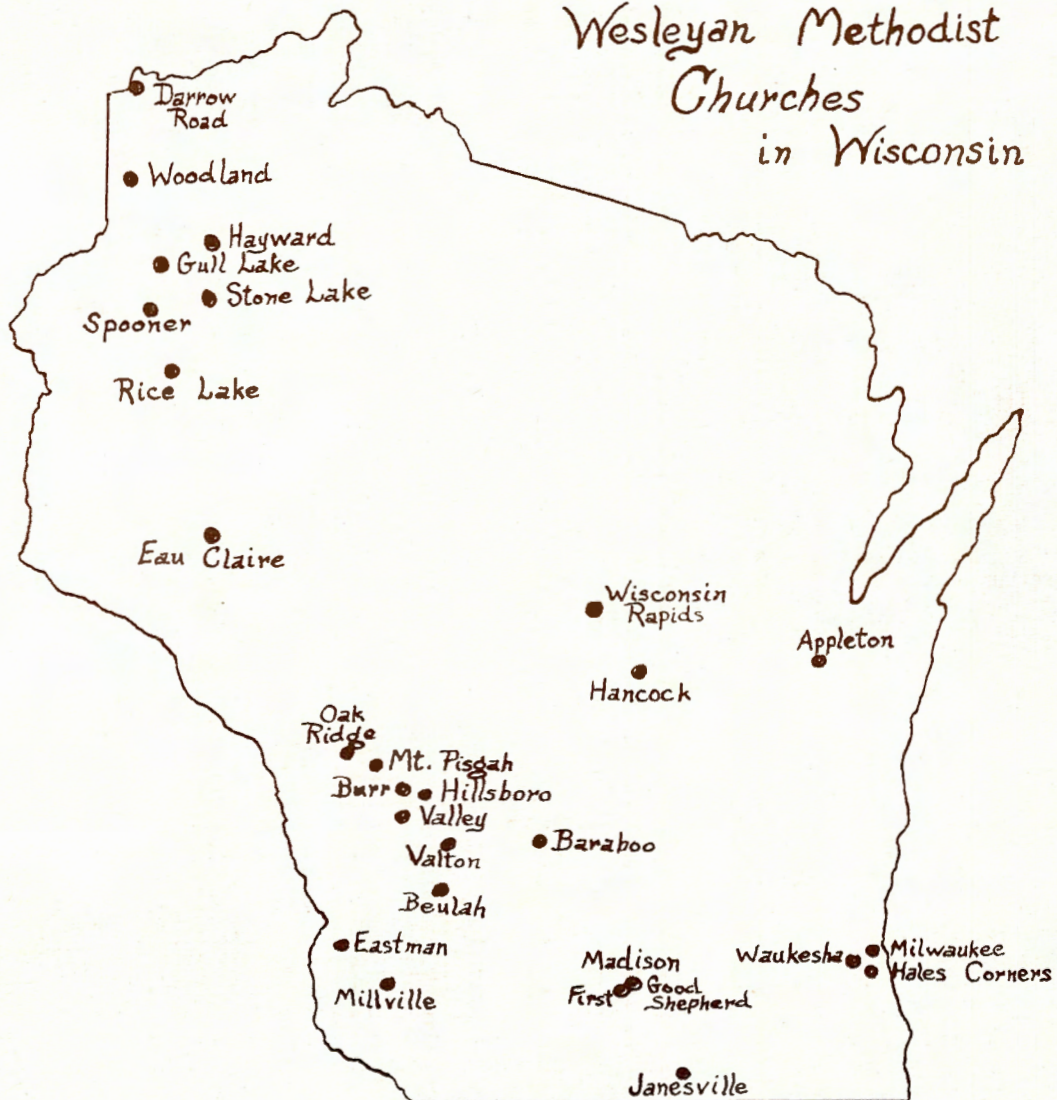 Wesleyan Methodist
Churches
in Wisconsin
Darrow
Road
Woodland
Hayward
Gull Lake
Stone Lake
Spooner
Rice Lake
Eau Claire
Wisconsin
Rapids
Appleton
Hancock
Oak
Ridge
Mt. Pisgah
Burr
Hillsboro
Valley
Valton
Baraboo
Beulah
Eastman
Millville
Madison
First
Good
Shepherd
Waukesha
Milwaukee
Hales Corners
Janesville